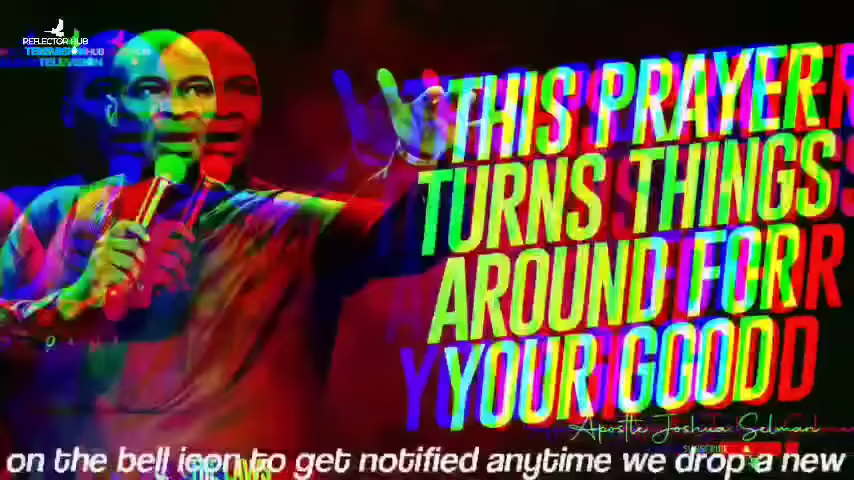 REFLECTOR HUB
TELEVISION
THIS PRAYER
TURNS THINGS
AROUND FOR
YOUR GOOD
Apostle Joshua Selman
SUBSCRIBE
on the bell icon to get notified anytime we drop a new